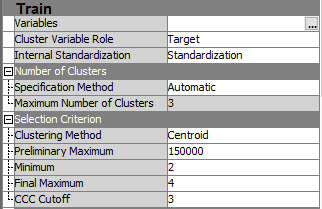 Train
Variables ...
Cluster Variable Role Target
Internal Standardization Standardization
Number of Clusters
Specification Method Automatic
Maximum Number of Clusters 3
Selection Criterion
Clustering Method Centroid
Preliminary Maximum 150000
Minimum 2
Final Maximum 4
CCC Cutoff 3